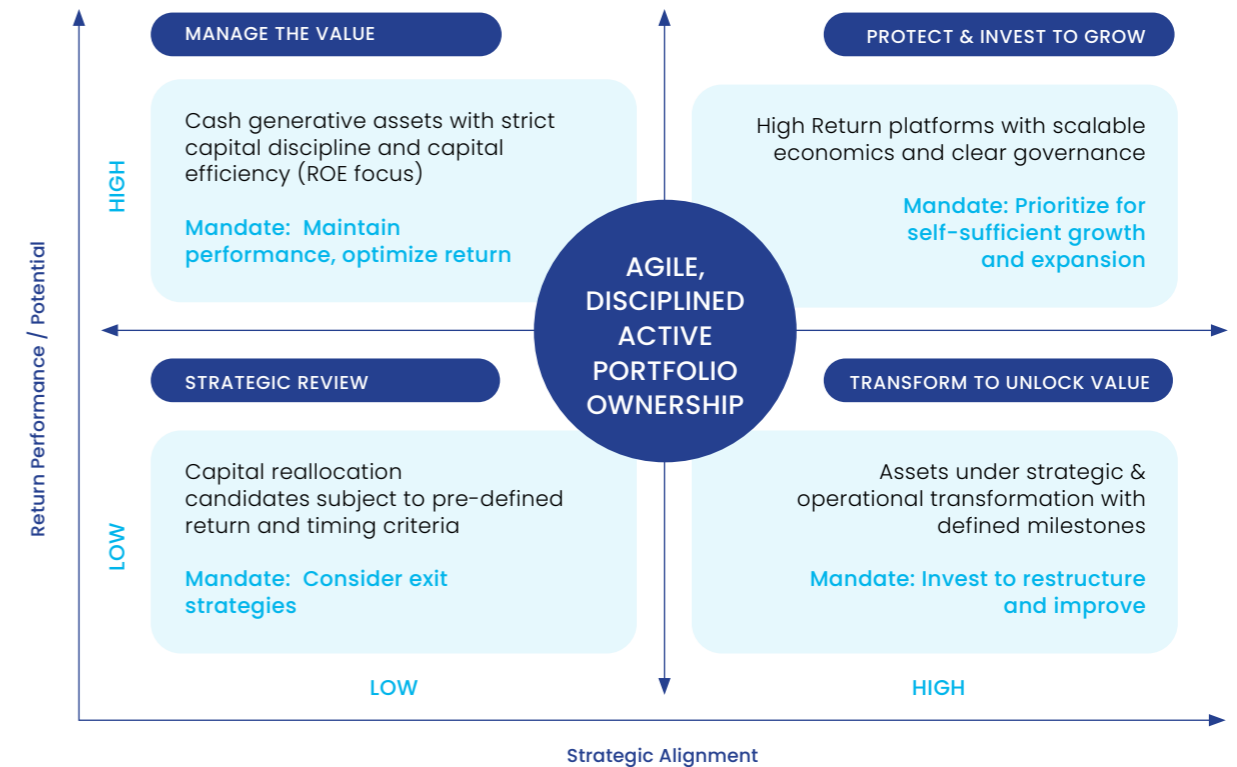 MANAGE THE VALUE
Cash generative assets with strict
capital discipline and capital
efficiency (ROE focus)
Mandate:  Maintain
performance, optimize return
PROTECT & INVEST TO GROW
High Return platforms with scalable
economics and clear governance
Mandate: Prioritize for
self-sufficient growth
and expansion
AGILE,
DISCIPLINED
ACTIVE
PORTFOLIO
OWNERSHIP
STRATEGIC REVIEW
Capital reallocation
candidates subject to pre-defined
return and timing criteria
Mandate:  Consider exit
strategies
TRANSFORM TO UNLOCK VALUE
Assets under strategic &
operational transformation with
defined milestones
Mandate: Invest to restructure
and improve
HIGH
LOW
Return Performance / Potential
LOW
HIGH
Strategic Alignment